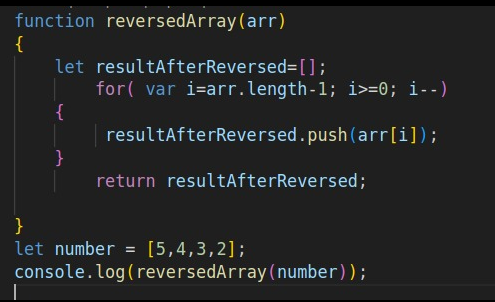 function reversedArray(arr)
{
    let resultAfterReversed=[];
        for( var i=arr.length-1; i>=0; i--)
    {
         resultAfterReversed.push(arr[i]);
    }
        return resultAfterReversed;
}
let number = [5,4,3,2];
console.log(reversedArray(number));